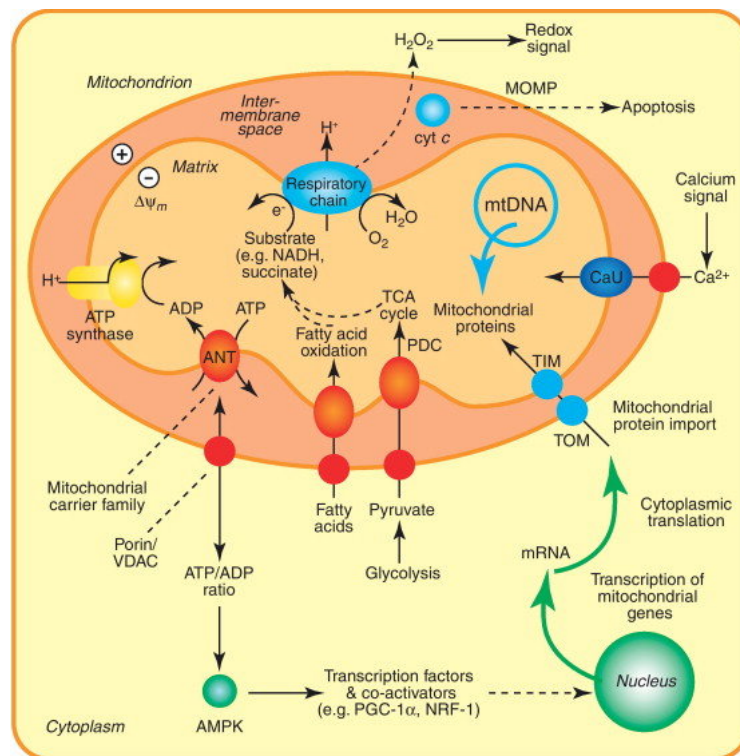 H2O2
Redox
signal
Mitochondrion
Inter-
membrane
space
MOMP
cyt c
Apoptosis
H+
+
−
Matrix
Δψm
Respiratory
chain
e-
H2O
O2
Substrate
(e.g. NADH,
succinate)
mtDNA
Calcium
signal
CaU
Ca2+
H+
ATP
synthase
ADP
ATP
TCA
cycle
Mitochondrial
proteins
Fatty acid
oxidation
PDC
ANT
TIM
TOM
Mitochondrial
protein import
Mitochondrial
carrier family
Fatty
acids
Pyruvate
Cytoplasmic
translation
Porin/
VDAC
mRNA
ATP/ADP
ratio
Glycolysis
Transcription of
mitochondrial
genes
Nucleus
Transcription factors
& co-activators
(e.g. PGC-1α, NRF-1)
Cytoplasm
AMPK